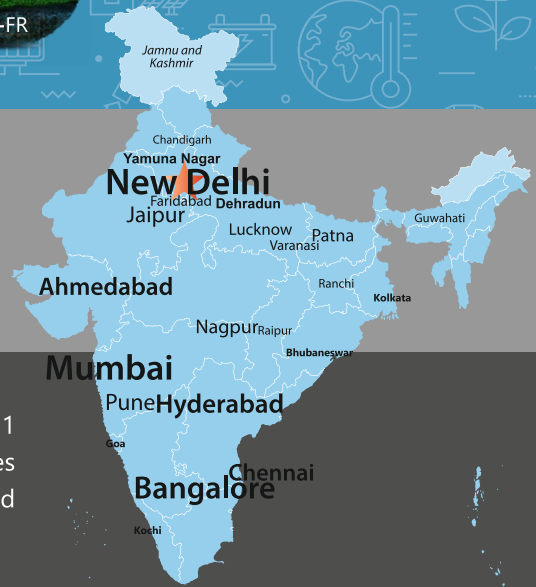 -FR
Jamnu and
Kashmir
Chandigarh
Yamuna Nagar
New Delhi
Faridabad
Dehradun
Jaipur
Lucknow
Patna
Varanasi
Guwahati
Ahmedabad
Ranchi
Kolkata
Nagpur
Raipur
Bhubaneswar
Mumbai
Pune
Hyderabad
1
es
d
Goa
Chennai
Bangalore
Kochi